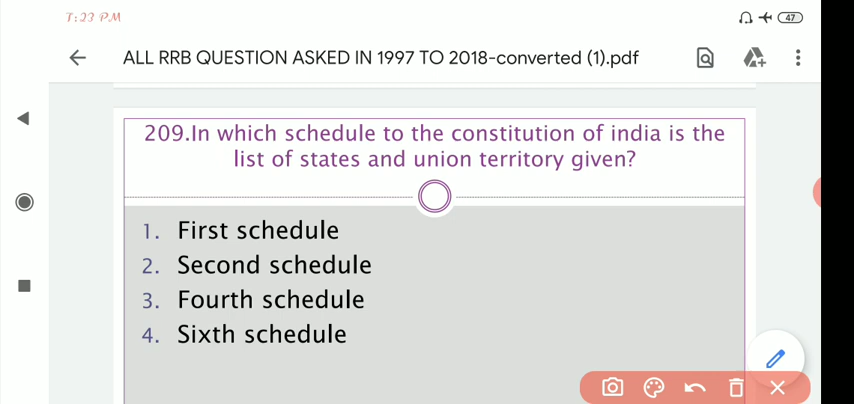 7:23 PM
47
ALL RRB QUESTION ASKED IN 1997 TO 2018-converted (1).pdf
209.In which schedule to the constitution of india is the
list of states and union territory given?
1. First schedule
2. Second schedule
3. Fourth schedule
4. Sixth schedule